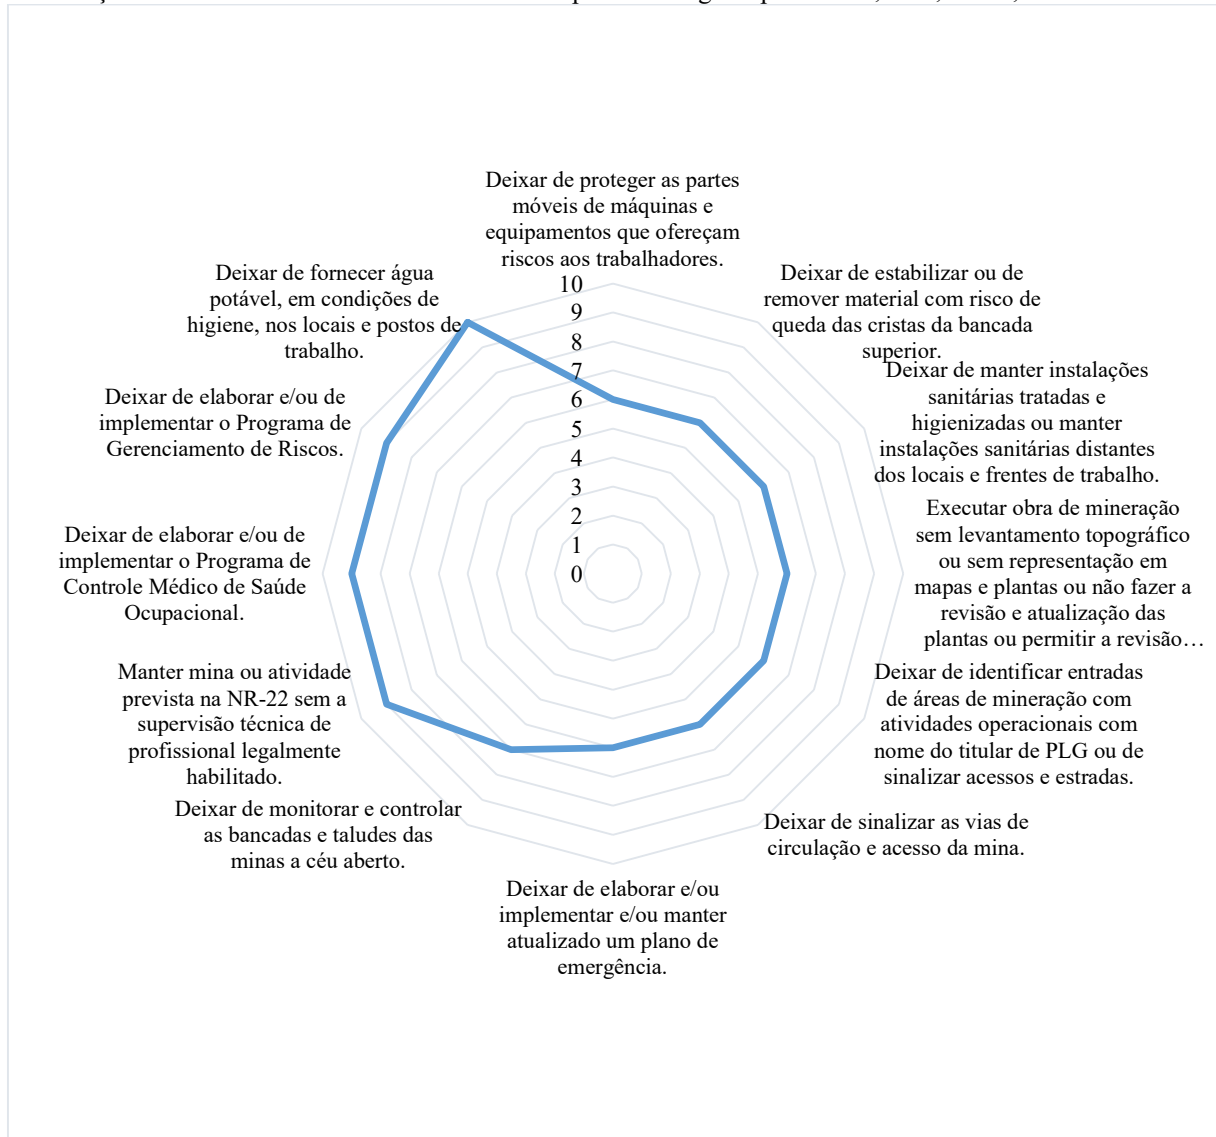 Deixar de proteger as partes
móveis de máquinas e
equipamentos que ofereçam
riscos aos trabalhadores.
Deixar de estabilizar ou de
remover material com risco de
queda das cristas da bancada
superior.
Deixar de manter instalações
sanitárias tratadas e
higienizadas ou manter
instalações sanitárias distantes
dos locais e frentes de trabalho.
Executar obra de mineração
sem levantamento topográfico
ou sem representação em
mapas e plantas ou não fazer a
revisão e atualização das
plantas ou permitir a revisão…
Deixar de identificar entradas
de áreas de mineração com
atividades operacionais com
nome do titular de PLG ou de
sinalizar acessos e estradas.
Deixar de sinalizar as vias de
circulação e acesso da mina.
Deixar de elaborar e/ou
implementar e/ou manter
atualizado um plano de
emergência.
Deixar de monitorar e controlar
as bancadas e taludes das
minas a céu aberto.
Manter mina ou atividade
prevista na NR-22 sem a
supervisão técnica de
profissional legalmente
habilitado.
Deixar de elaborar e/ou de
implementar o Programa de
Controle Médico de Saúde
Ocupacional.
Deixar de elaborar e/ou de
implementar o Programa de
Gerenciamento de Riscos.
Deixar de fornecer água
potável, em condições de
higiene, nos locais e postos de
trabalho.
10
9
8
7
6
5
4
3
2
1
0